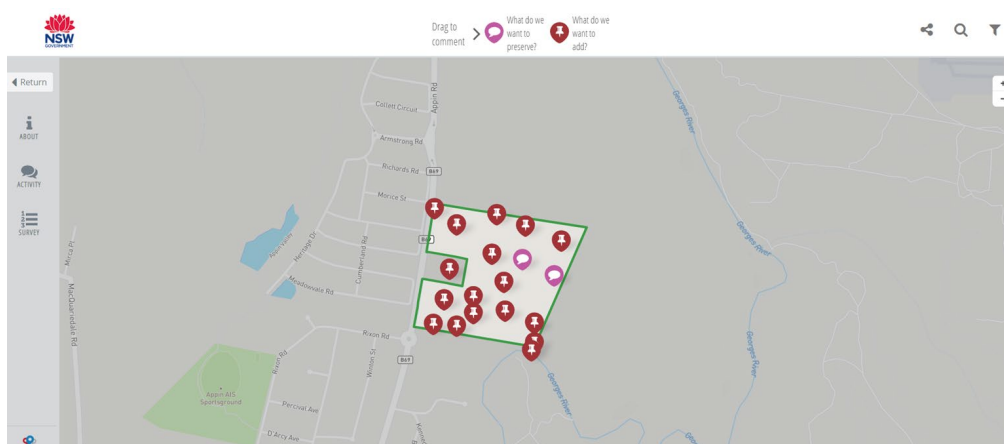 NSW
GOVERNMENT
Drag to
comment
What do we
want to
preserve?
What do we
want to
add?
Return
ABOUT
ACTIVITY
SURVEY
Collett Circuit
Appin Rd
Armstrong Rd
Richards Rd
B69
Morice St
B69
Heritage Dr
Cumberland Rd
Meadowvale Rd
Macquariedale Rd
Rixon Rd
Rixon Rd
Winton St
B69
Appin AIS
Sportsground
Percival Ave
D'Arcy Ave
Georges River
Georges River
Georges River
Georges River